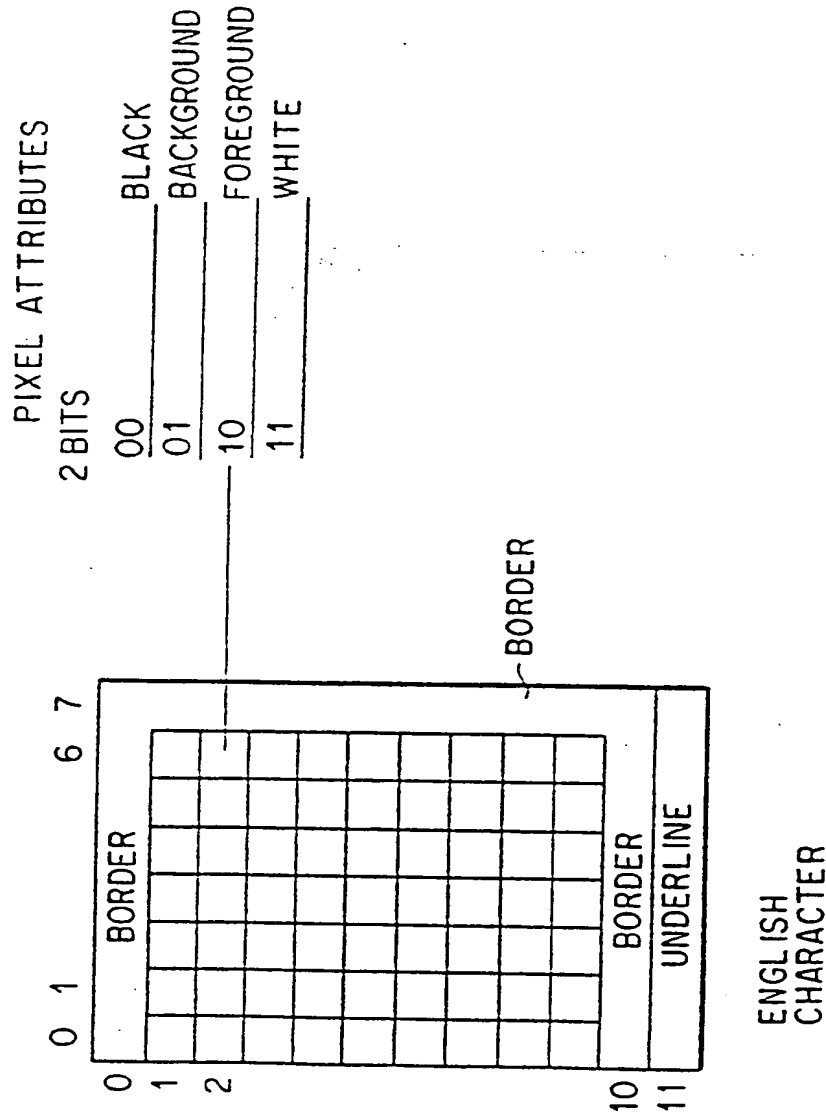 PIXEL ATTRIBUTES
2 BITS
00 BLACK
01 BACKGROUND
10 FOREGROUND
11 WHITE
0 1 6 7
0 BORDER
1
2
BORDER
10 BORDER
11 UNDERLINE
ENGLISH
CHARACTER